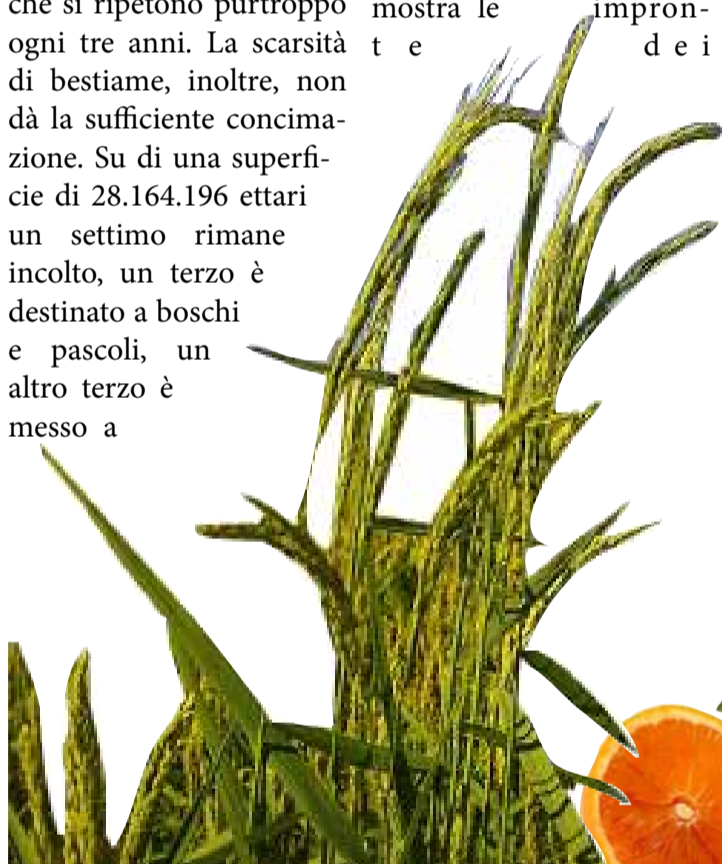 che si ripetono purtroppo
ogni tre anni. La scarsità
di bestiame, inoltre, non
dà la sufficiente concima-
zione. Su di una superfi-
cie di 28.164.196 ettari
un settimo rimane
incolto, un terzo è
destinato a boschi
e pascoli, un
altro terzo è
messo a
mostra le impron-
te dei